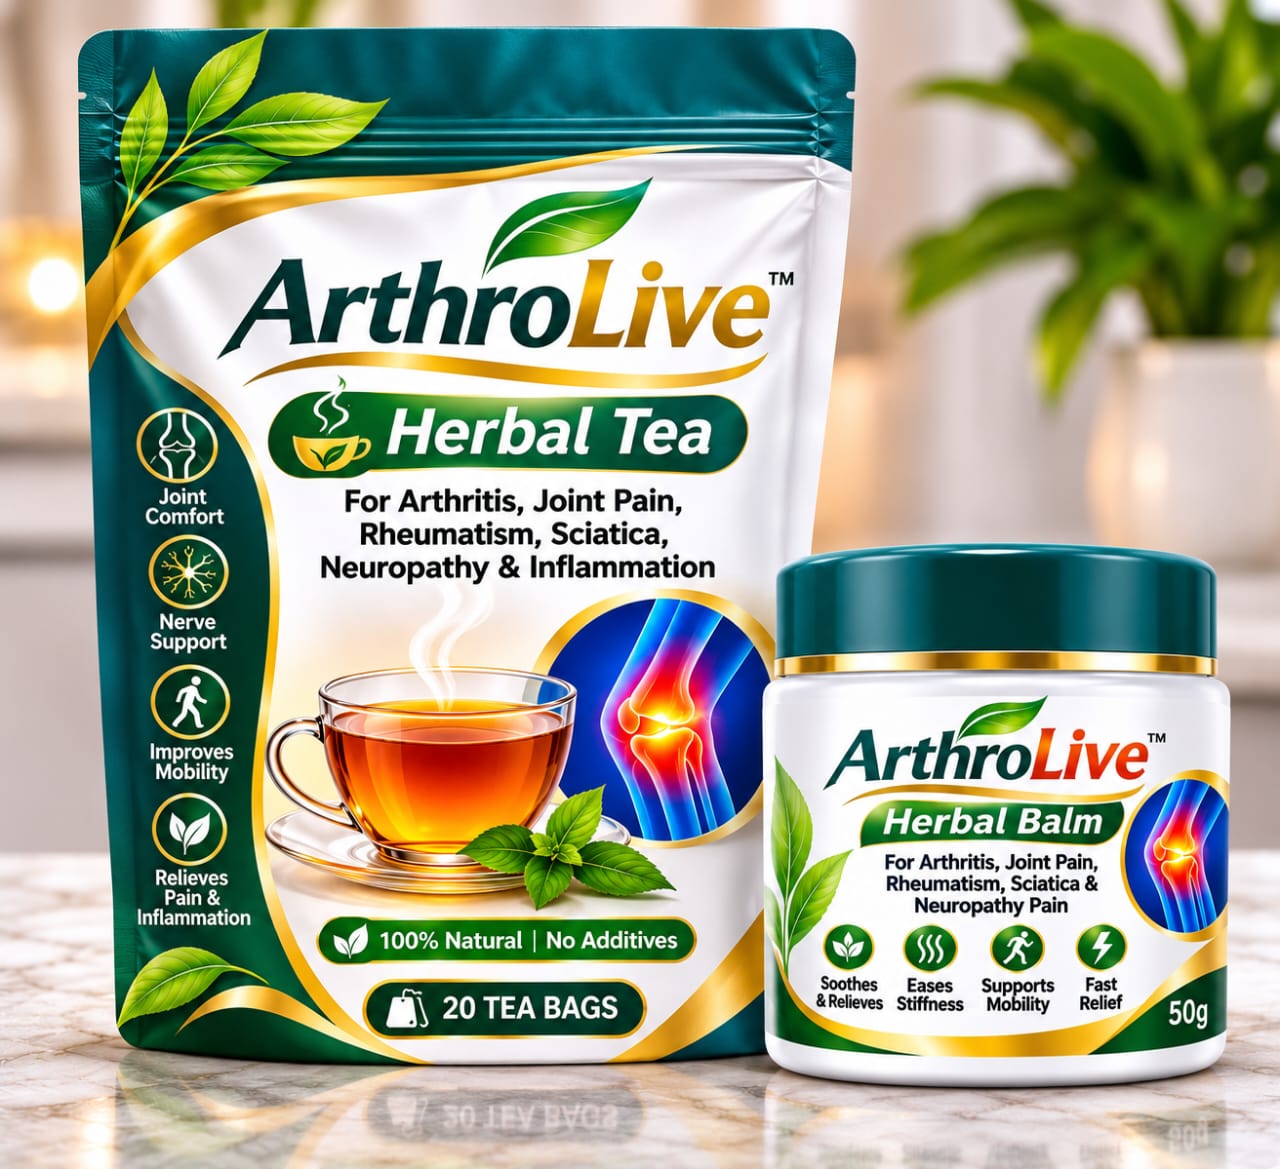 ArthroLive™
Herbal Tea
For Arthritis, Joint Pain,
Rheumatism, Sciatica,
Neuropathy & Inflammation
Joint
Comfort
Nerve
Support
Improves
Mobility
Relieves
Pain &
Inflammation
100% Natural | No Additives
20 TEA BAGS
ArthroLive™
Herbal Balm
For Arthritis, Joint Pain,
Rheumatism, Sciatica &
Neuropathy Pain
Soothes
& Relieves
Eases
Stiffness
Supports
Mobility
Fast
Relief
50g